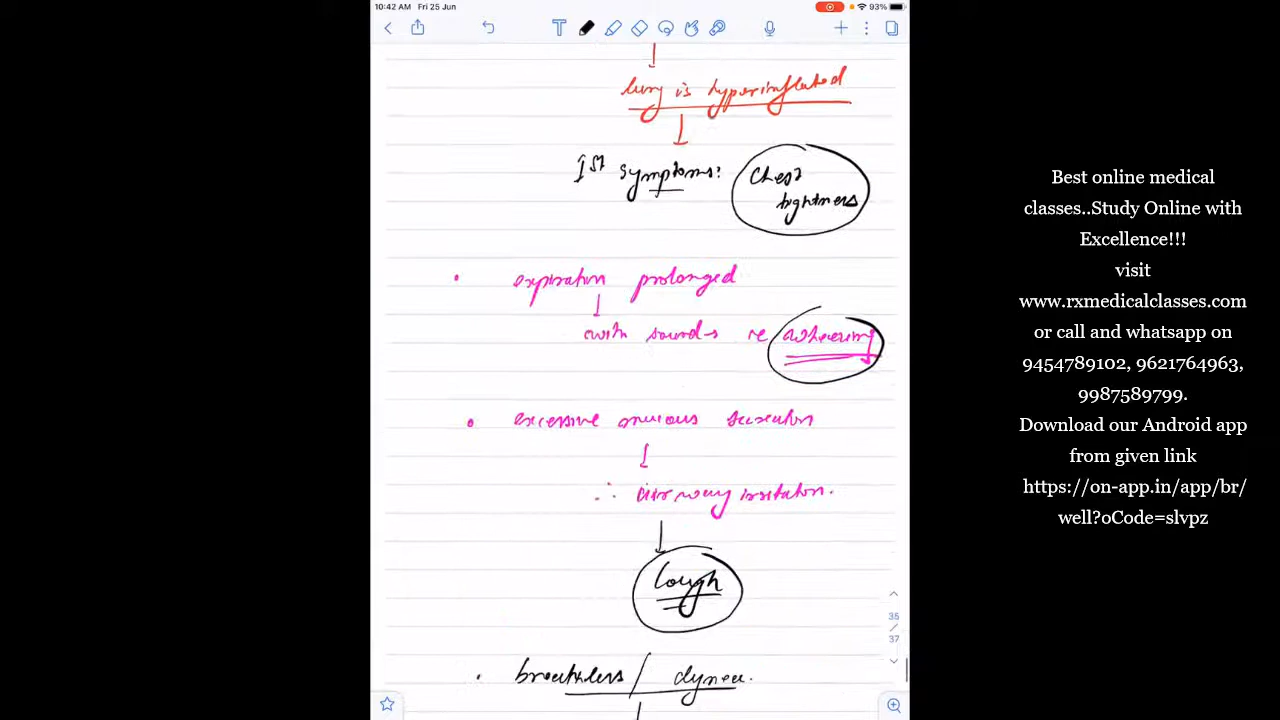 10:42 AM Fri 25 Jun
93%
lung is hyperinflated
Ist symptoms:
Chest
tightness
expiration prolonged
with sounds ie wheezing
excessive mucous secretion
∴ airway irritation.
Cough
breathless / dynea.
35
/
37
Best online medical
classes..Study Online with
Excellence!!!
visit
www.rxmedicalclasses.com
or call and whatsapp on
9454789102, 9621764963,
9987589799.
Download our Android app
from given link
https://on-app.in/app/br/
well?oCode=slvpz